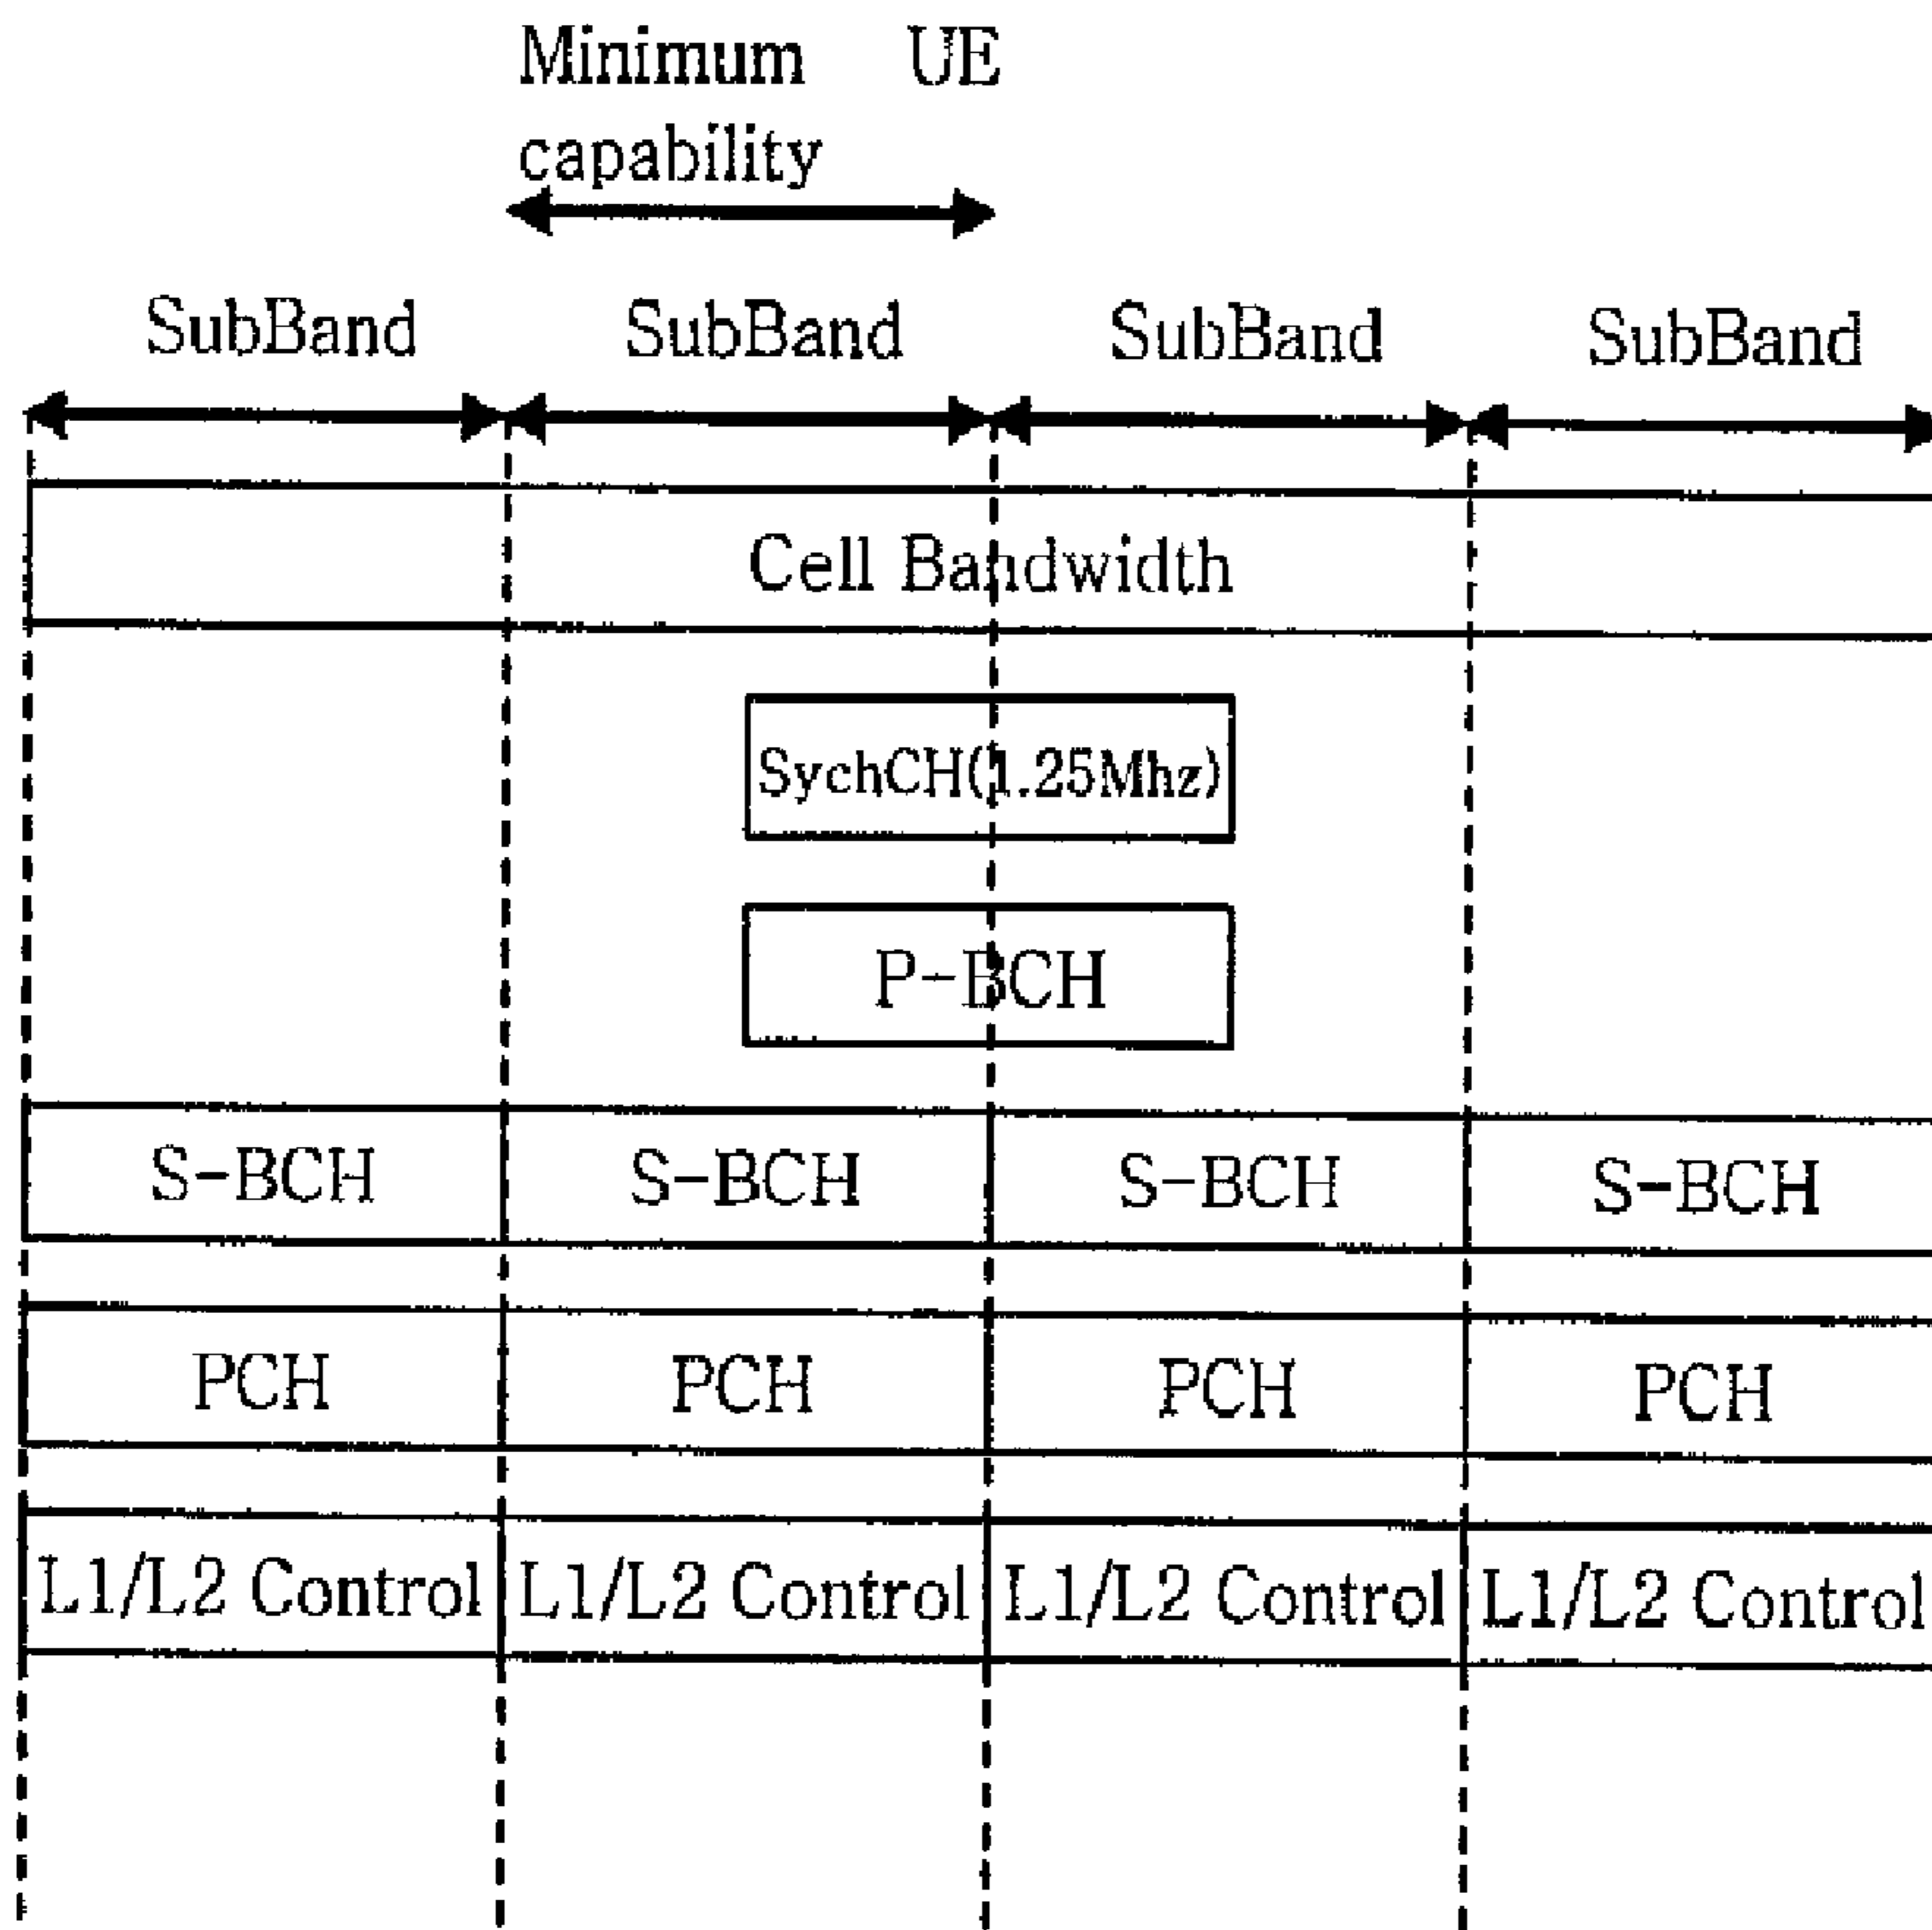 Minimum UE
capability
SubBand SubBand SubBand SubBand
Cell Bandwidth
SychCH(1.25Mhz)
P-BCH
S-BCH S-BCH S-BCH S-BCH
PCH PCH PCH PCH
L1/L2 Control L1/L2 Control L1/L2 Control L1/L2 Control